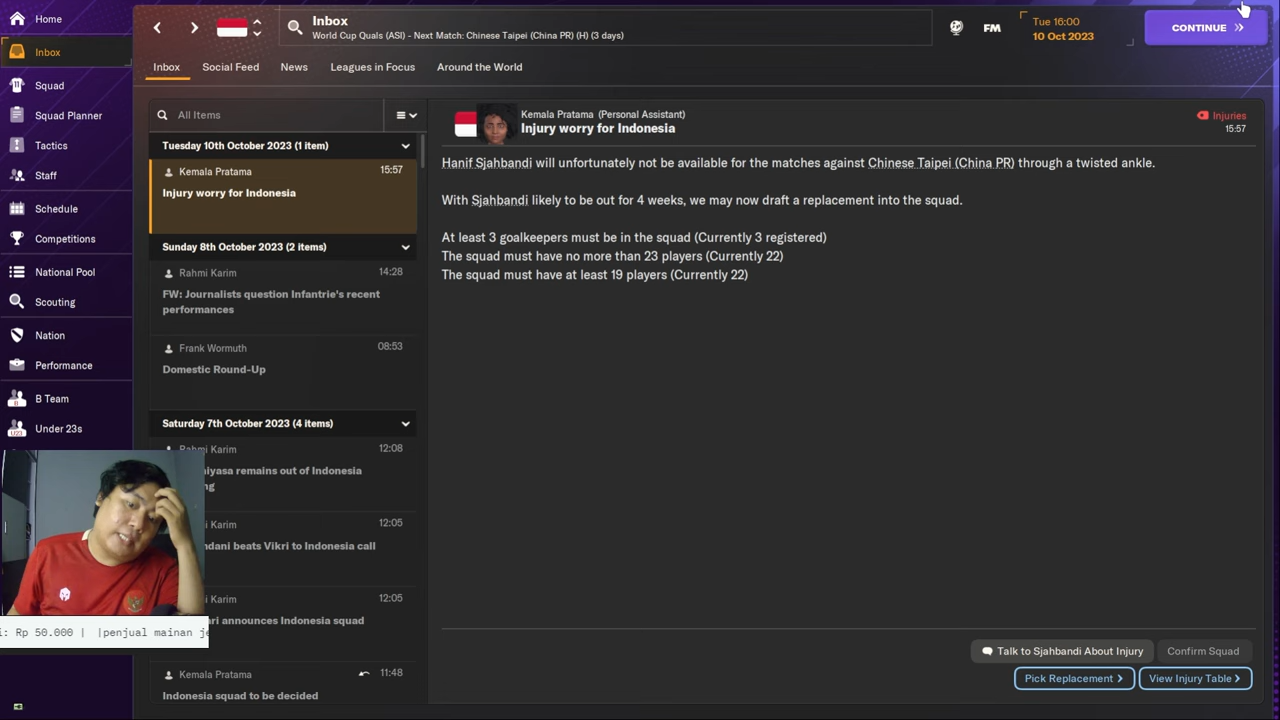 Home
Inbox
Squad
Squad Planner
Tactics
Staff
Schedule
Competitions
National Pool
Scouting
Nation
Performance
B Team
Under 23s
Inbox
World Cup Quals (ASI) - Next Match: Chinese Taipei (China PR) (H) (3 days)
FM
Tue 16:00
10 Oct 2023
CONTINUE
Inbox
Social Feed
News
Leagues in Focus
Around the World
All Items
Tuesday 10th October 2023 (1 item)
Kemala Pratama 15:57
Injury worry for Indonesia
Sunday 8th October 2023 (2 items)
Rahmi Karim 14:28
FW: Journalists question Infantrie's recent
performances
Frank Wormuth 08:53
Domestic Round-Up
Saturday 7th October 2023 (4 items)
Rahmi Karim 12:08
iyasa remains out of Indonesia
g
i Karim 12:05
ndani beats Vikri to Indonesia call
i Karim 12:05
ari announces Indonesia squad
Kemala Pratama 11:48
Indonesia squad to be decided
Kemala Pratama (Personal Assistant)
Injury worry for Indonesia
Injuries
15:57
Hanif Sjahbandi will unfortunately not be available for the matches against Chinese Taipei (China PR) through a twisted ankle.
With Sjahbandi likely to be out for 4 weeks, we may now draft a replacement into the squad.
At least 3 goalkeepers must be in the squad (Currently 3 registered)
The squad must have no more than 23 players (Currently 22)
The squad must have at least 19 players (Currently 22)
Talk to Sjahbandi About Injury
Confirm Squad
Pick Replacement
View Injury Table
i: Rp 50.000 | |penjual mainan je